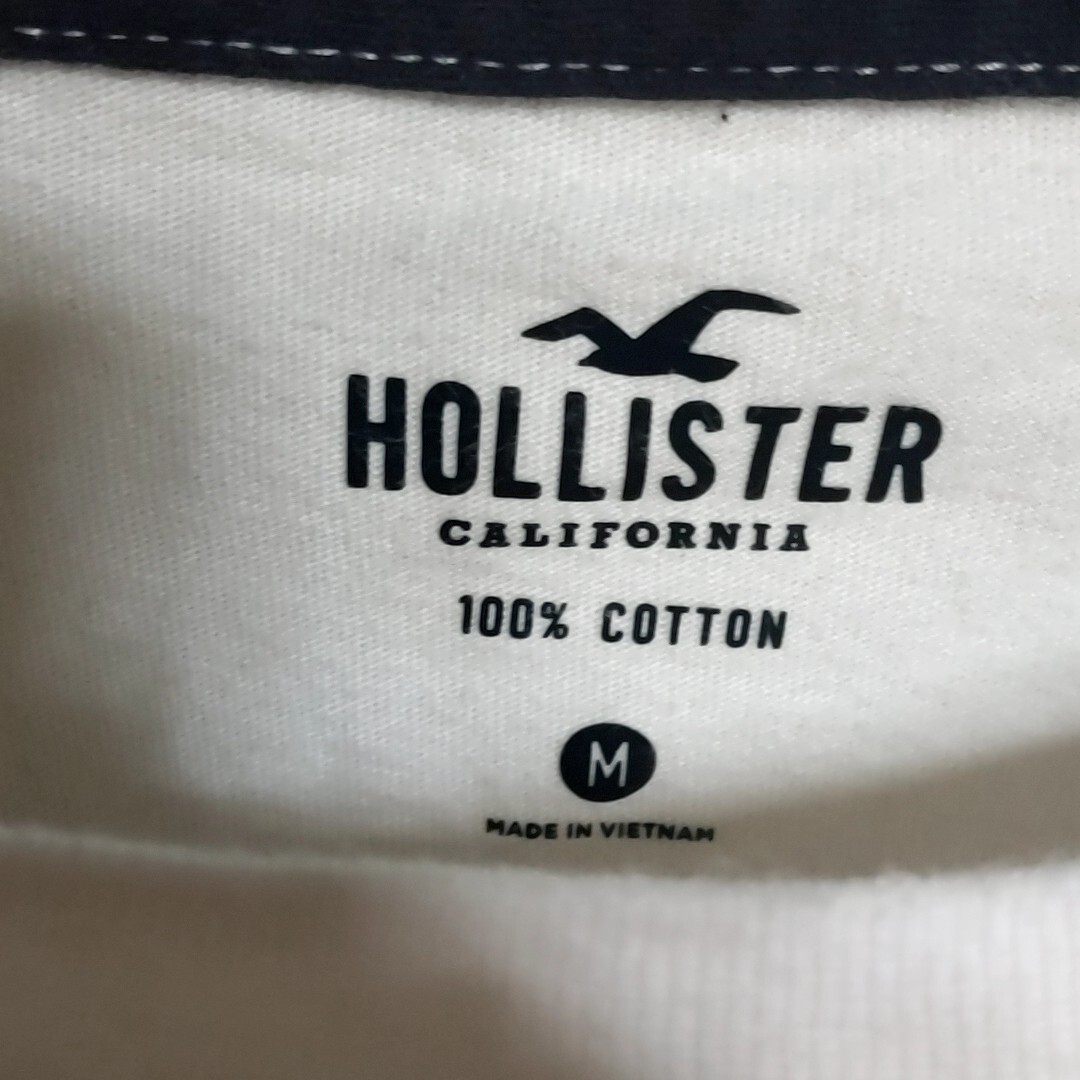 HOLLISTER
CALIFORNIA
100% COTTON
M
MADE IN VIETNAM